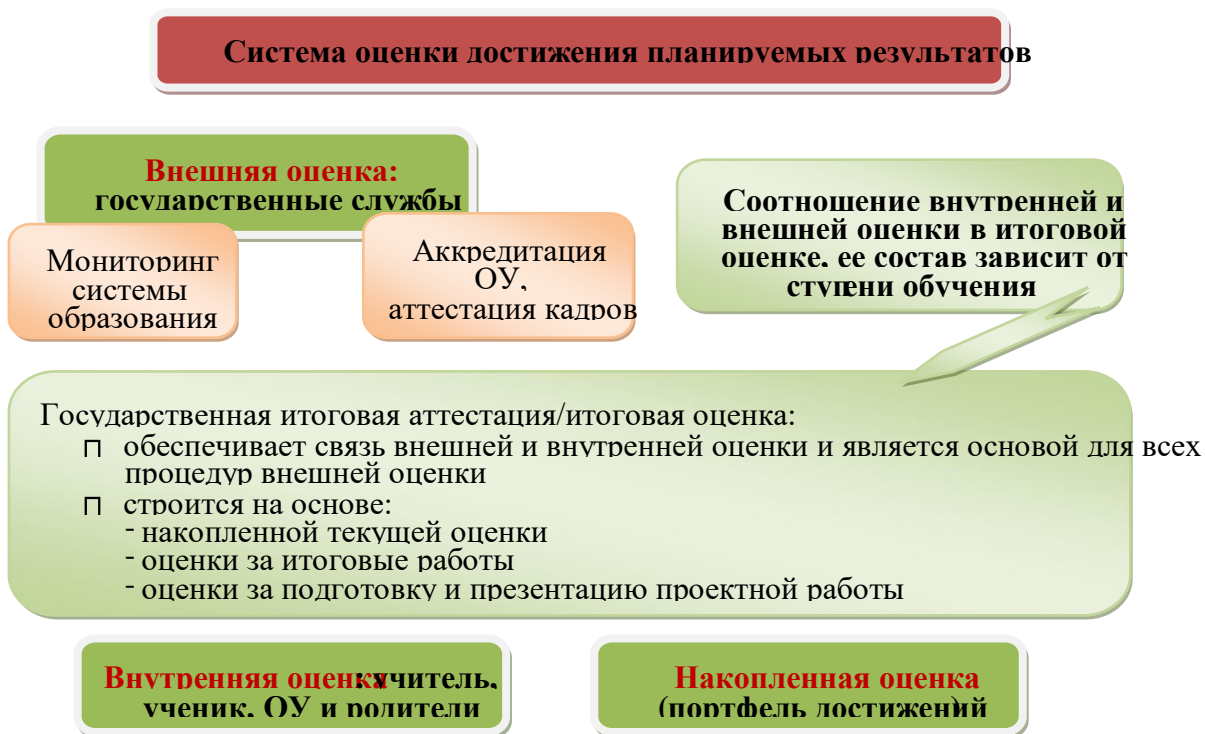 Система оценки достижения планируемых результатов
Внешняя оценка:
государственные службы
Мониторинг
системы
образования
Аккредитация
ОУ,
аттестация кадров
Соотношение внутренней и
внешней оценки в итоговой
оценке, ее состав зависит от
ступени обучения
Государственная итоговая аттестация/итоговая оценка:
обеспечивает связь внешней и внутренней оценки и является основой для всех
процедур внешней оценки
строится на основе:
- накопленной текущей оценки
- оценки за итоговые работы
- оценки за подготовку и презентацию проектной работы
Внутренняя оценка: учитель,
ученик, ОУ и родители
Накопленная оценка
(портфель достижений)